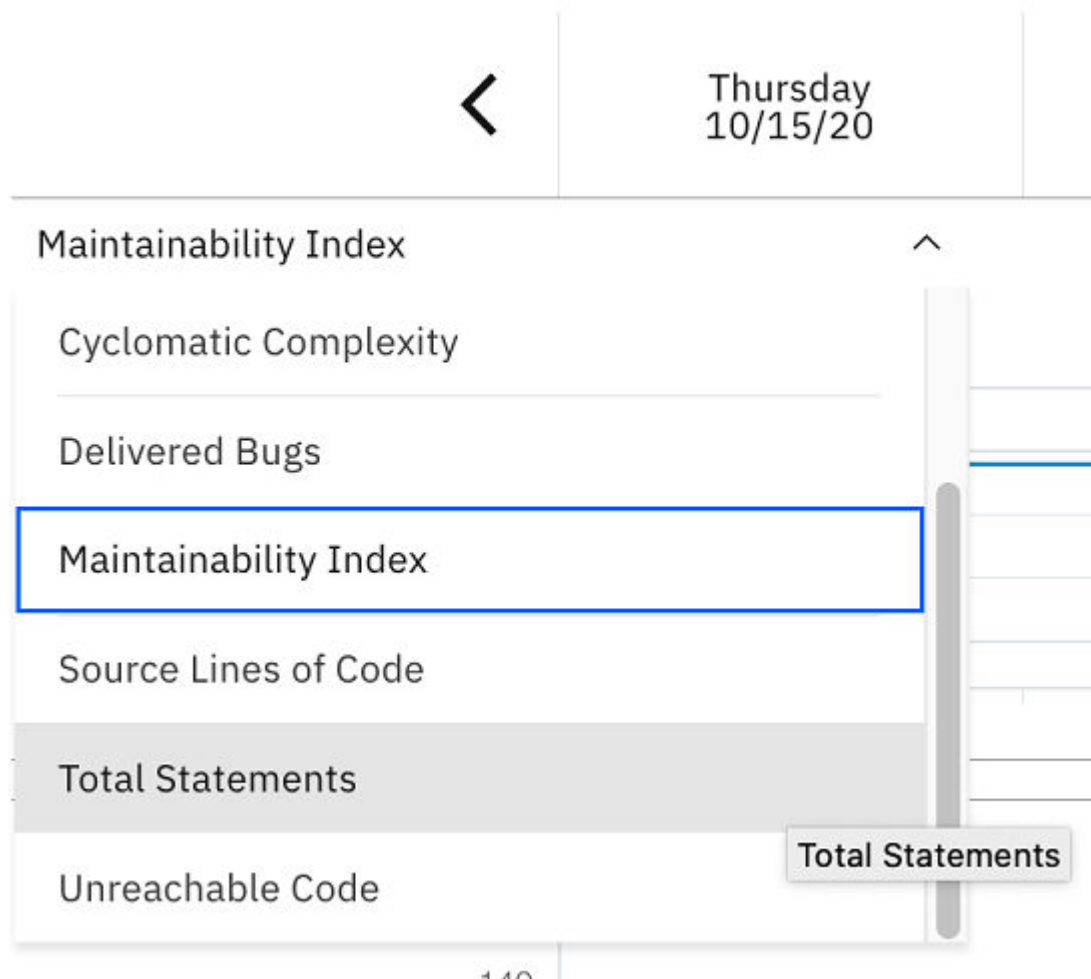 Thursday
10/15/20
Maintainability Index
Cyclomatic Complexity
Delivered Bugs
Maintainability Index
Source Lines of Code
Total Statements
Total Statements
Unreachable Code